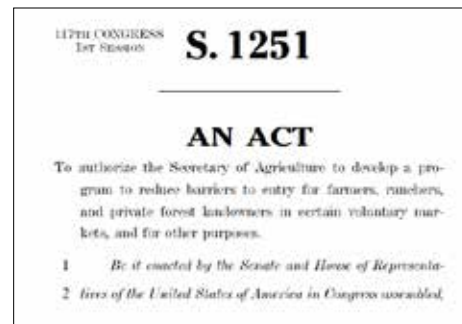 117TH CONGRESS
1ST SESSION
S. 1251
AN ACT
To authorize the Secretary of Agriculture to develop a pro-
gram to reduce barriers to entry for farmers, ranchers,
and private forest landowners in certain voluntary mar-
kets, and for other purposes.
1 Be it enacted by the Senate and House of Representa-
2 tives of the United States of America in Congress assembled,